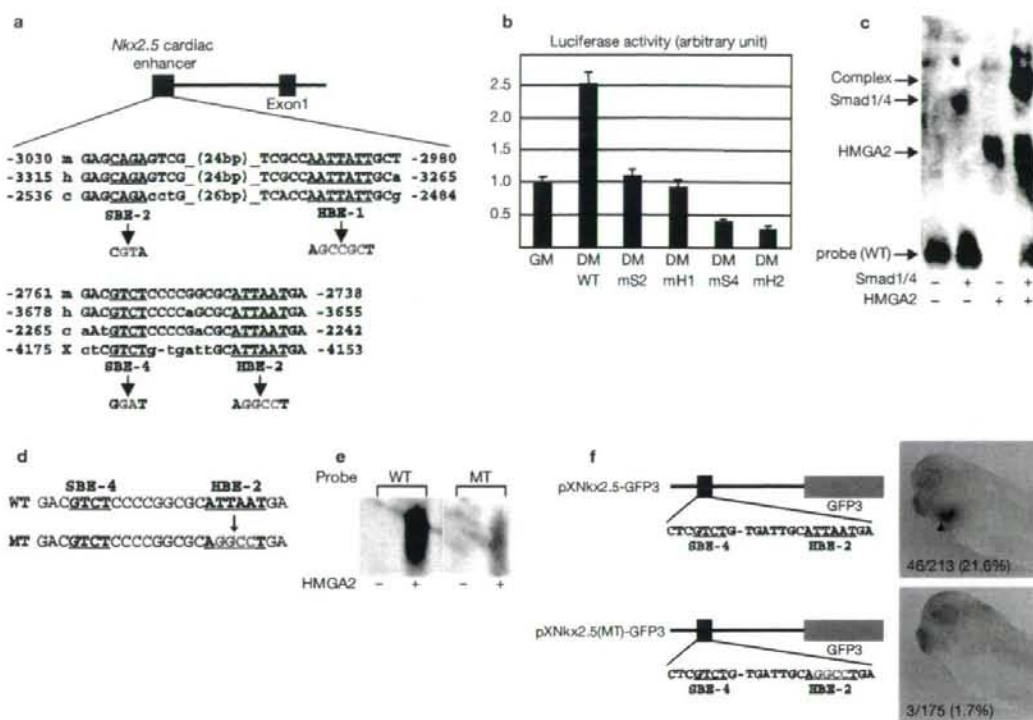 a
Nkx2.5 cardiac
enhancer
Exon1
-3030 m GAGCAGAGTCG_(24bp)_TCGCCAATTATTGCT -2980
-3315 h GAGCAGAGTCG_(24bp)_TCGCCAATTATTGCa -3265
-2536 c GAGCAGAcctG_(26bp)_TCACCAATTATTGCg -2484
SBE-2 HBE-1
CGTA AGCCGCT
-2761 m GACGTCTCCCCGGCGCATTAATGA -2738
-3678 h GACGTCTCCCCaGCGCATTAATGA -3655
-2265 c aAtGTCTCCCCGaCGCATTAATGA -2242
-4175 X ctCGTCTg-tgattGCATTAATGA -4153
SBE-4 HBE-2
GGAT AGGCCT
b
Luciferase activity (arbitrary unit)
2.5
2.0
1.5
1.0
0.5
GM DM DM DM DM DM
WT mS2 mH1 mS4 mH2
c
Complex
Smad1/4
HMGA2
probe (WT)
Smad1/4 – + – +
HMGA2 – – + +
d
SBE-4 HBE-2
WT GACGTCTCCCCGGCGCATTAATGA
MT GACGTCTCCCCGGCGCAGGCCTGA
e
Probe WT MT
HMGA2 – + – +
f
pXNkx2.5-GFP3
GFP3
CTCGTCTG-TGATTGCATTAATGA
SBE-4 HBE-2
46/213 (21.6%)
pXNkx2.5(MT)-GFP3
GFP3
CTCGTCTG-TGATTGCAGGCCTGA
SBE-4 HBE-2
3/175 (1.7%)